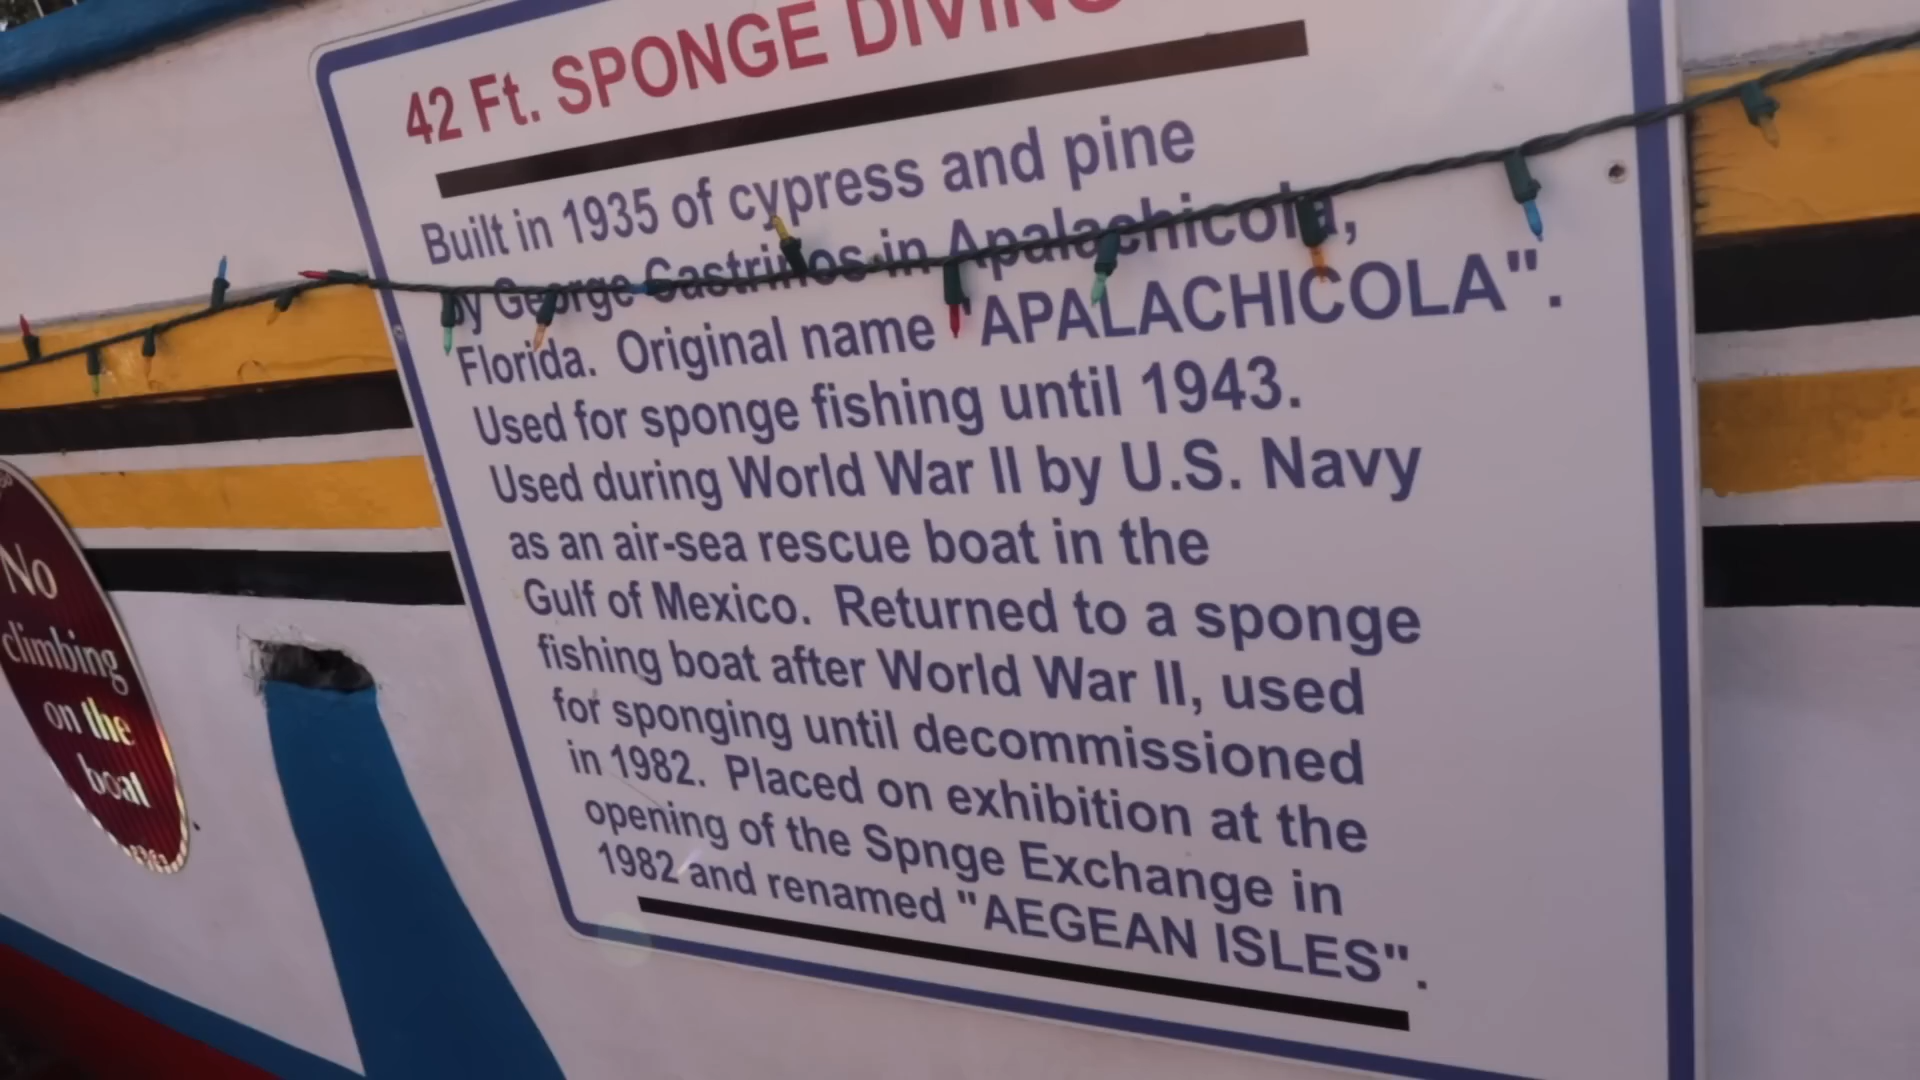 42 Ft. SPONGE DIVING
Built in 1935 of cypress and pine
by George Castrinos in Apalachicola,
Florida. Original name "APALACHICOLA".
Used for sponge fishing until 1943.
Used during World War II by U.S. Navy
as an air-sea rescue boat in the
Gulf of Mexico. Returned to a sponge
fishing boat after World War II, used
for sponging until decommissioned
in 1982. Placed on exhibition at the
opening of the Spnge Exchange in
1982 and renamed "AEGEAN ISLES".
No
climbing
on the
boat